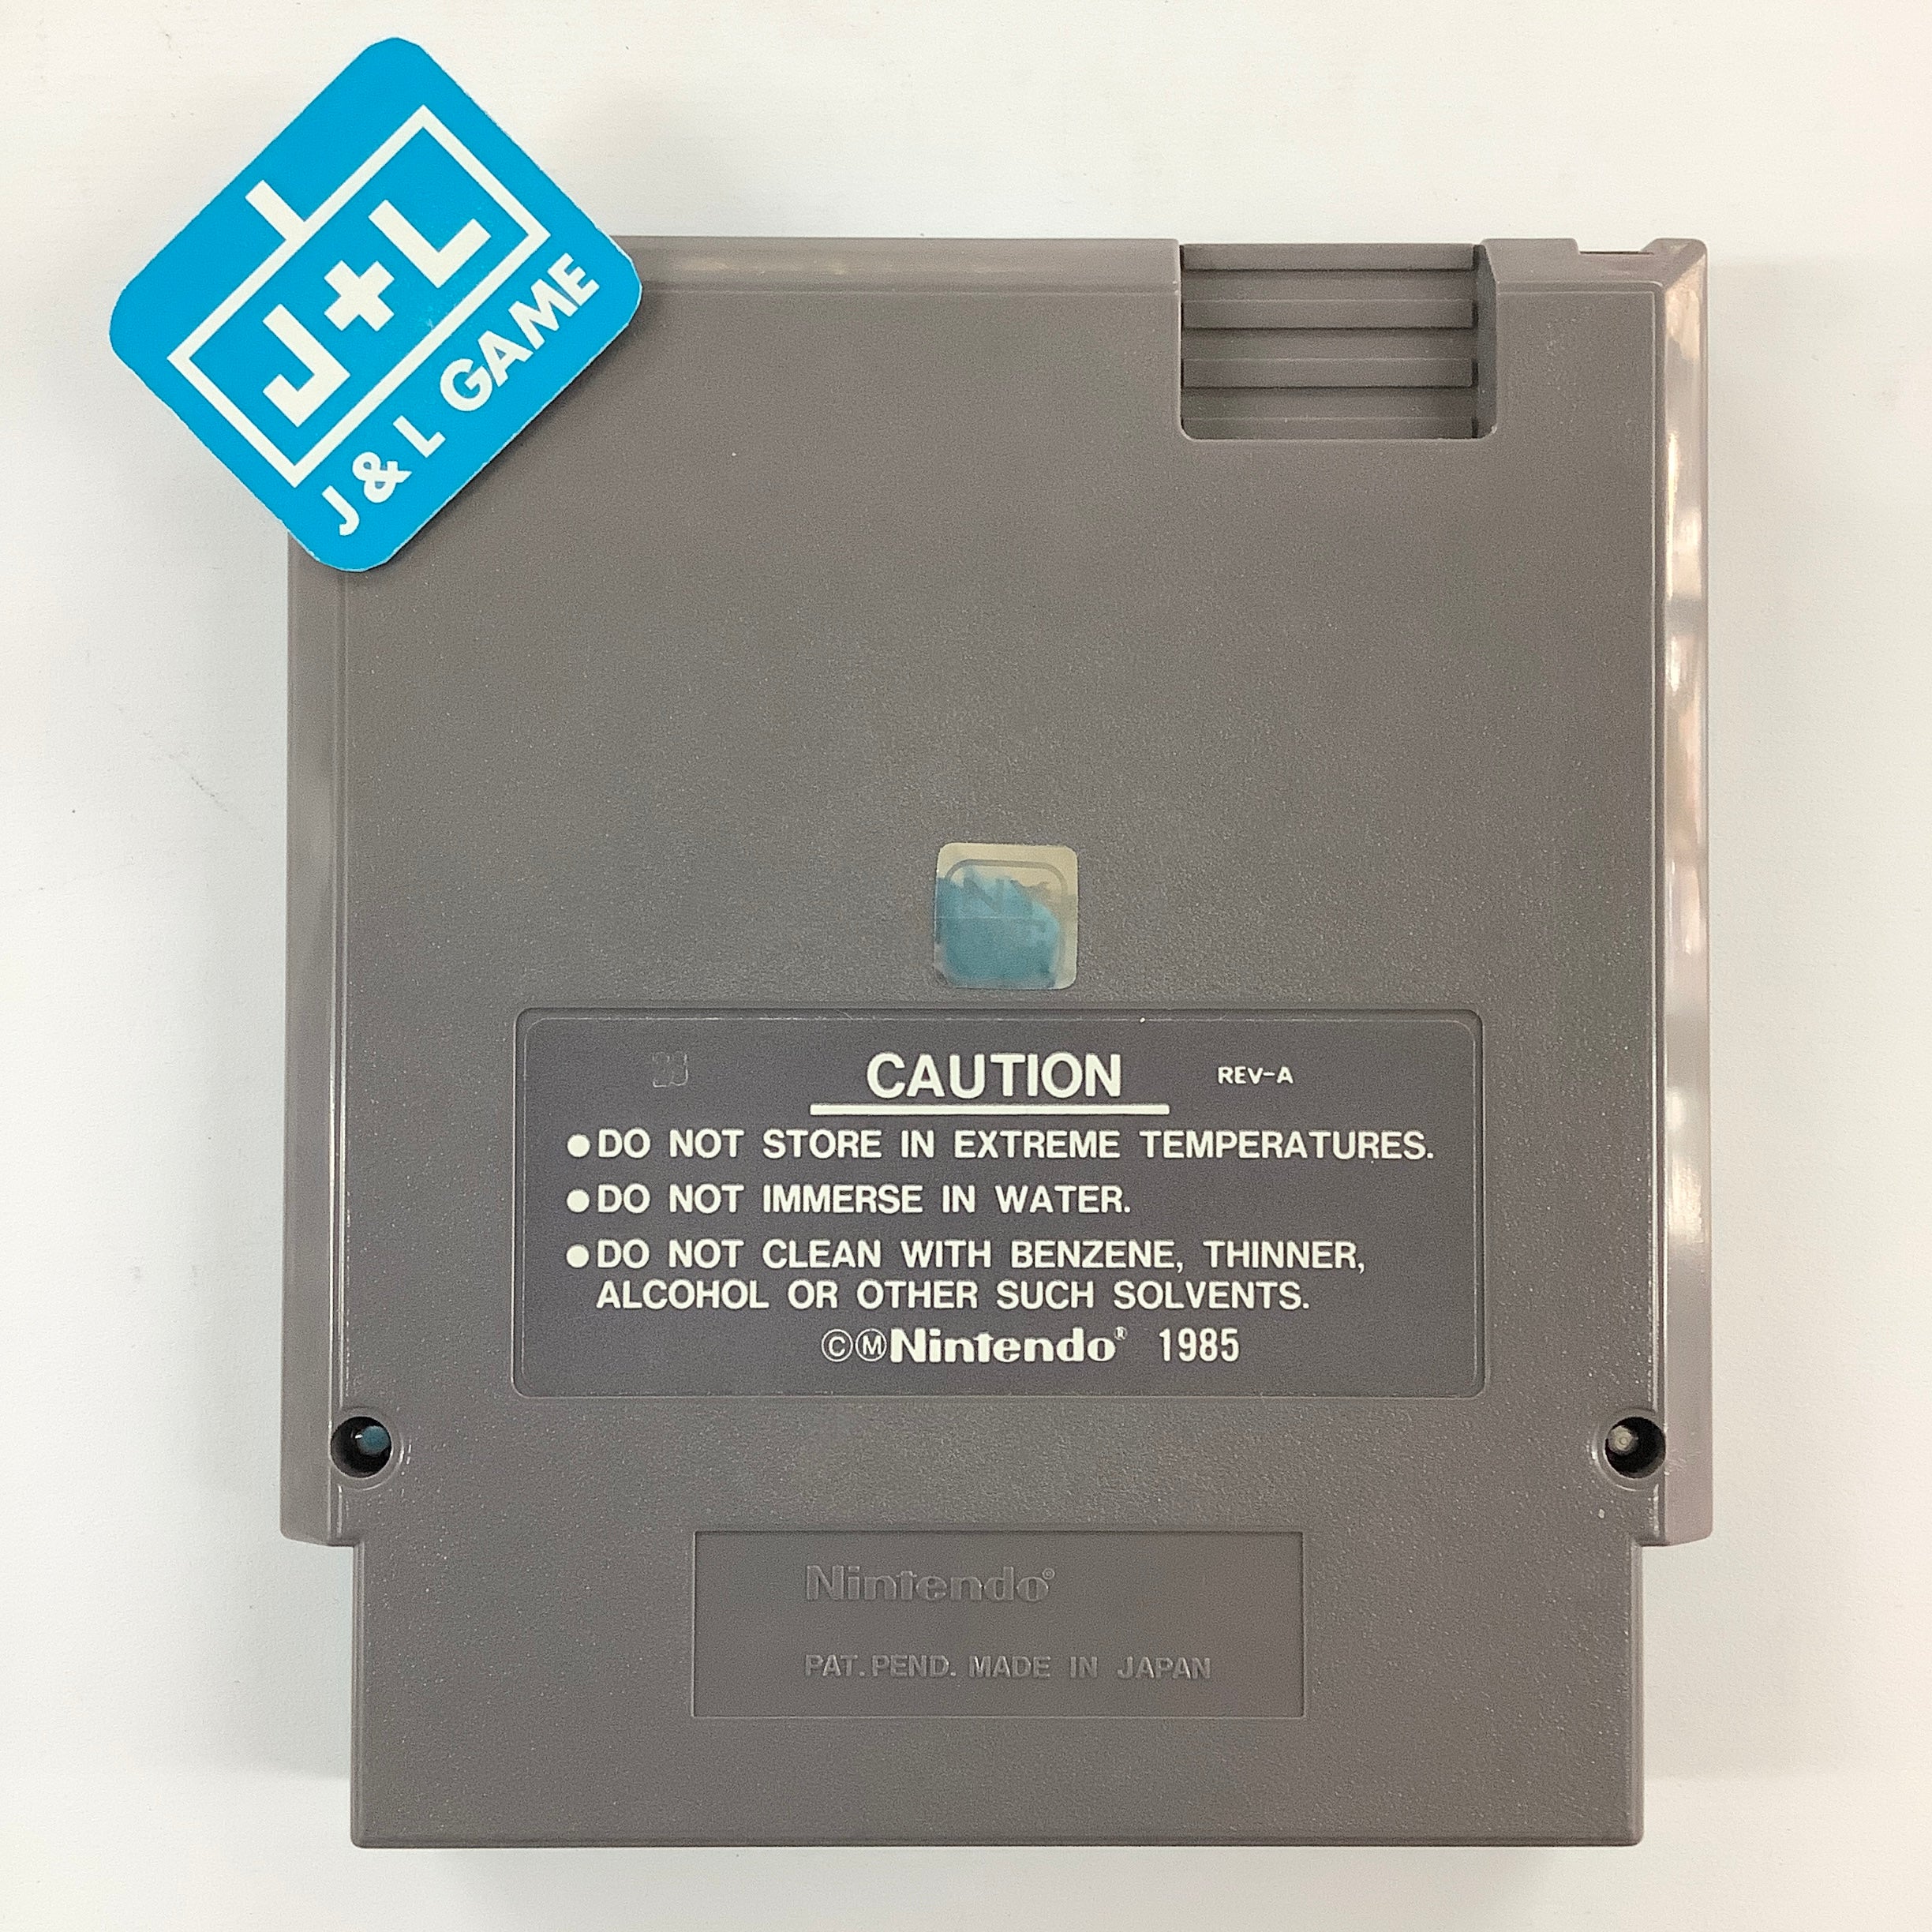 J+L
J & L GAME
CAUTION REV-A
●DO NOT STORE IN EXTREME TEMPERATURES.
●DO NOT IMMERSE IN WATER.
●DO NOT CLEAN WITH BENZENE, THINNER,
ALCOHOL OR OTHER SUCH SOLVENTS.
©ⓂNintendo® 1985
Nintendo®
PAT. PEND. MADE IN JAPAN